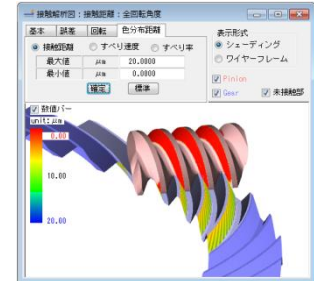 接触解析図：接触距離：全回転角度
基本 誤差 回転 色分布距離
接触距離 すべり速度 すべり率
最大値 μm 20.0000
最小値 μm 0.0000
確定 標準
表示形式
シェーディング
ワイヤーフレーム
Pinion
Gear 未接触部
数値バー
unit:μm
0.00
10.00
20.00